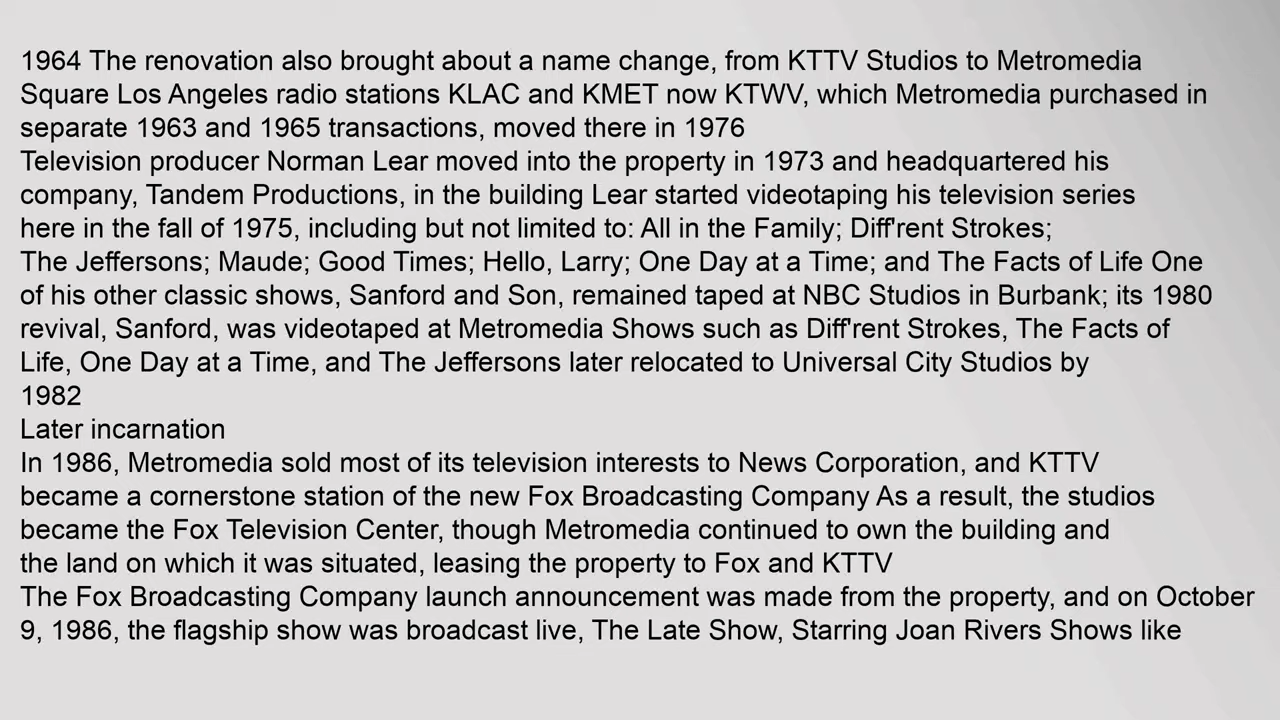 1964 The renovation also brought about a name change, from KTTV Studios to Metromedia
Square Los Angeles radio stations KLAC and KMET now KTWV, which Metromedia purchased in
separate 1963 and 1965 transactions, moved there in 1976
Television producer Norman Lear moved into the property in 1973 and headquartered his
company, Tandem Productions, in the building Lear started videotaping his television series
here in the fall of 1975, including but not limited to: All in the Family; Diff'rent Strokes;
The Jeffersons; Maude; Good Times; Hello, Larry; One Day at a Time; and The Facts of Life One
of his other classic shows, Sanford and Son, remained taped at NBC Studios in Burbank; its 1980
revival, Sanford, was videotaped at Metromedia Shows such as Diff'rent Strokes, The Facts of
Life, One Day at a Time, and The Jeffersons later relocated to Universal City Studios by
1982
Later incarnation
In 1986, Metromedia sold most of its television interests to News Corporation, and KTTV
became a cornerstone station of the new Fox Broadcasting Company As a result, the studios
became the Fox Television Center, though Metromedia continued to own the building and
the land on which it was situated, leasing the property to Fox and KTTV
The Fox Broadcasting Company launch announcement was made from the property, and on October
9, 1986, the flagship show was broadcast live, The Late Show, Starring Joan Rivers Shows like